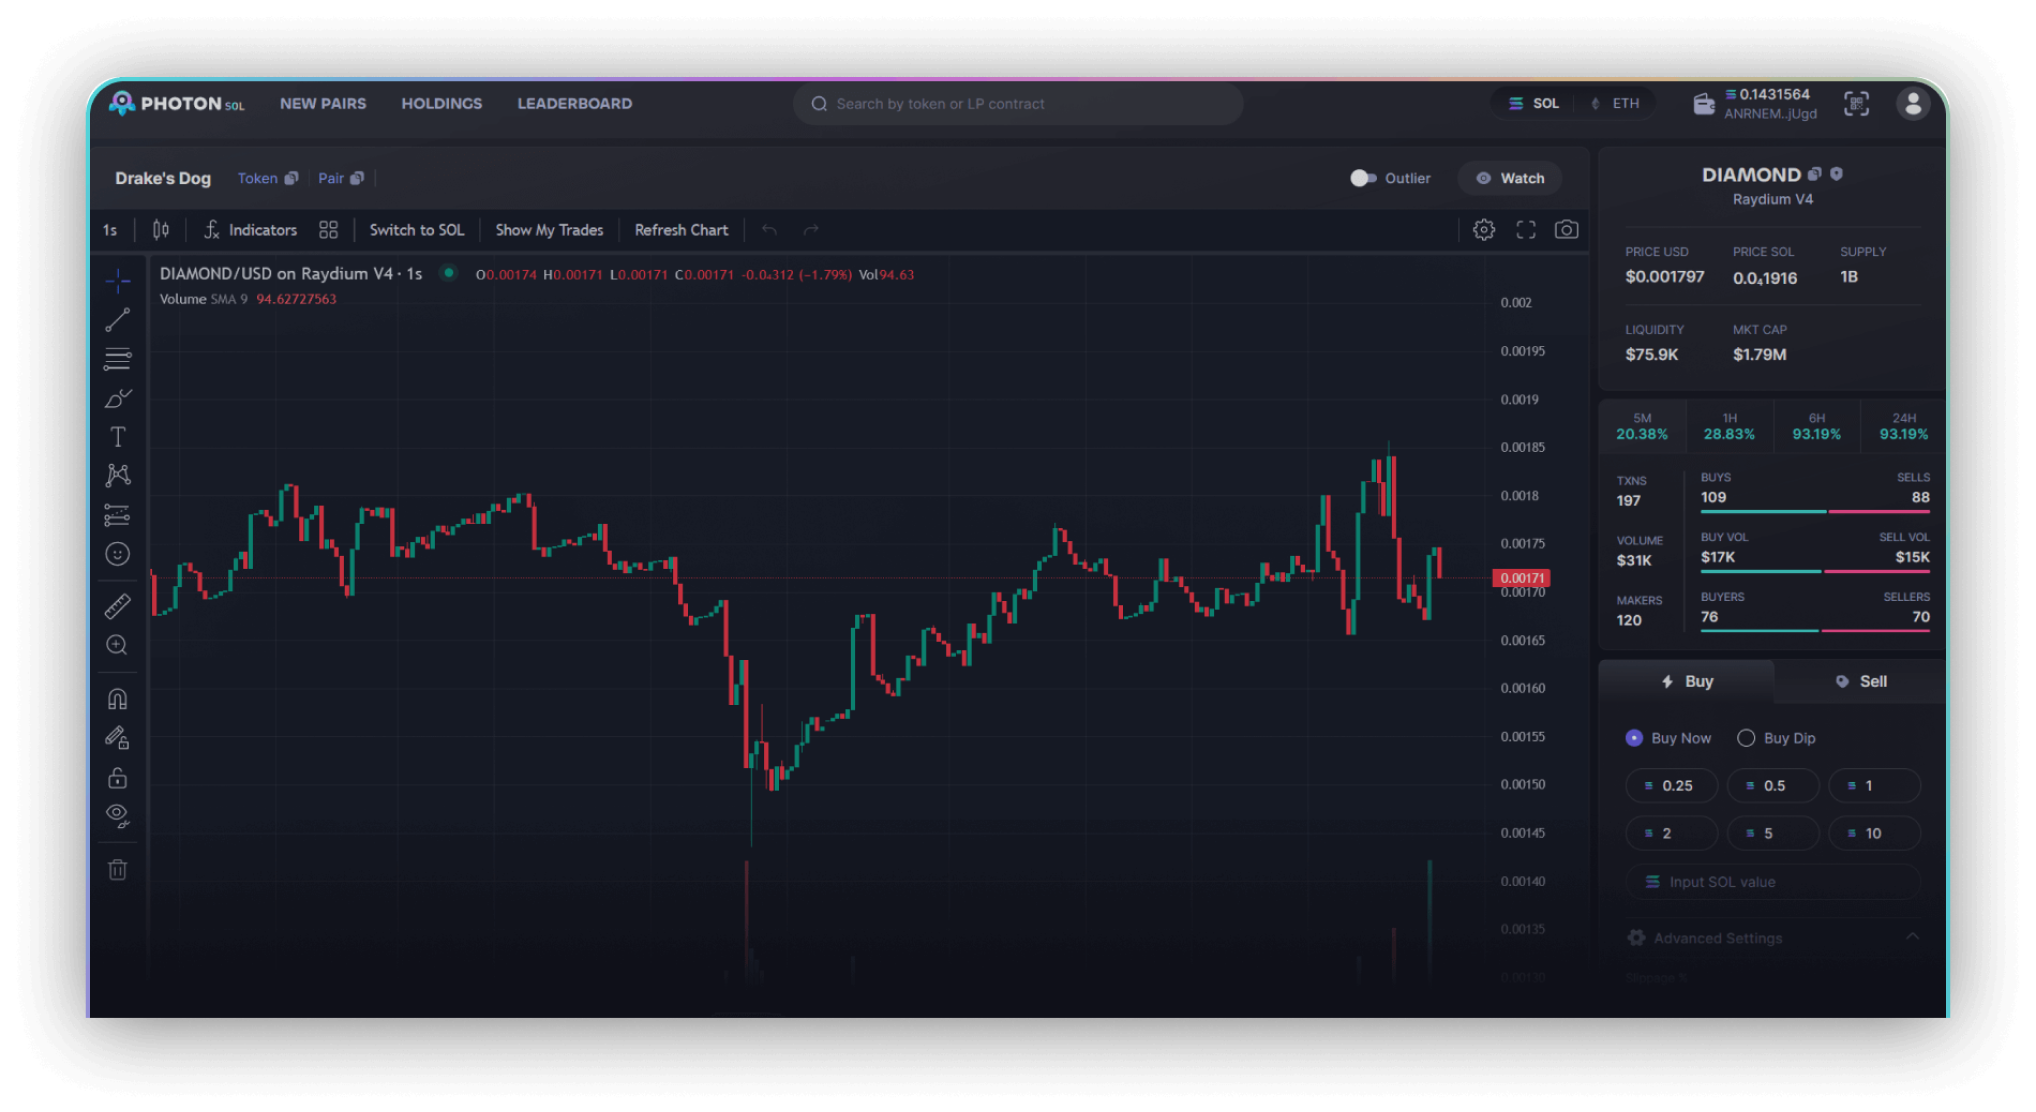 PHOTON SOL NEW PAIRS HOLDINGS LEADERBOARD
Search by token or LP contract
SOL ETH
0.1431564
ANRNEM..jUgd
Drake's Dog Token Pair
Outlier Watch
1s Indicators Switch to SOL Show My Trades Refresh Chart
DIAMOND/USD on Raydium V4 · 1s O0.00174 H0.00171 L0.00171 C0.00171 -0.0₄312 (−1.79%) Vol94.63
Volume SMA 9 94.62727563
0.002
0.00195
0.0019
0.00185
0.0018
0.00175
0.00171
0.00170
0.00165
0.00160
0.00155
0.00150
0.00145
0.00140
0.00135
0.00130
DIAMOND
Raydium V4
PRICE USD PRICE SOL SUPPLY
$0.001797 0.0₄1916 1B
LIQUIDITY MKT CAP
$75.9K $1.79M
5M 1H 6H 24H
20.38% 28.83% 93.19% 93.19%
TXNS BUYS SELLS
197 109 88
VOLUME BUY VOL SELL VOL
$31K $17K $15K
MAKERS BUYERS SELLERS
120 76 70
Buy Sell
Buy Now Buy Dip
0.25 0.5 1
2 5 10
Input SOL value
Advanced Settings